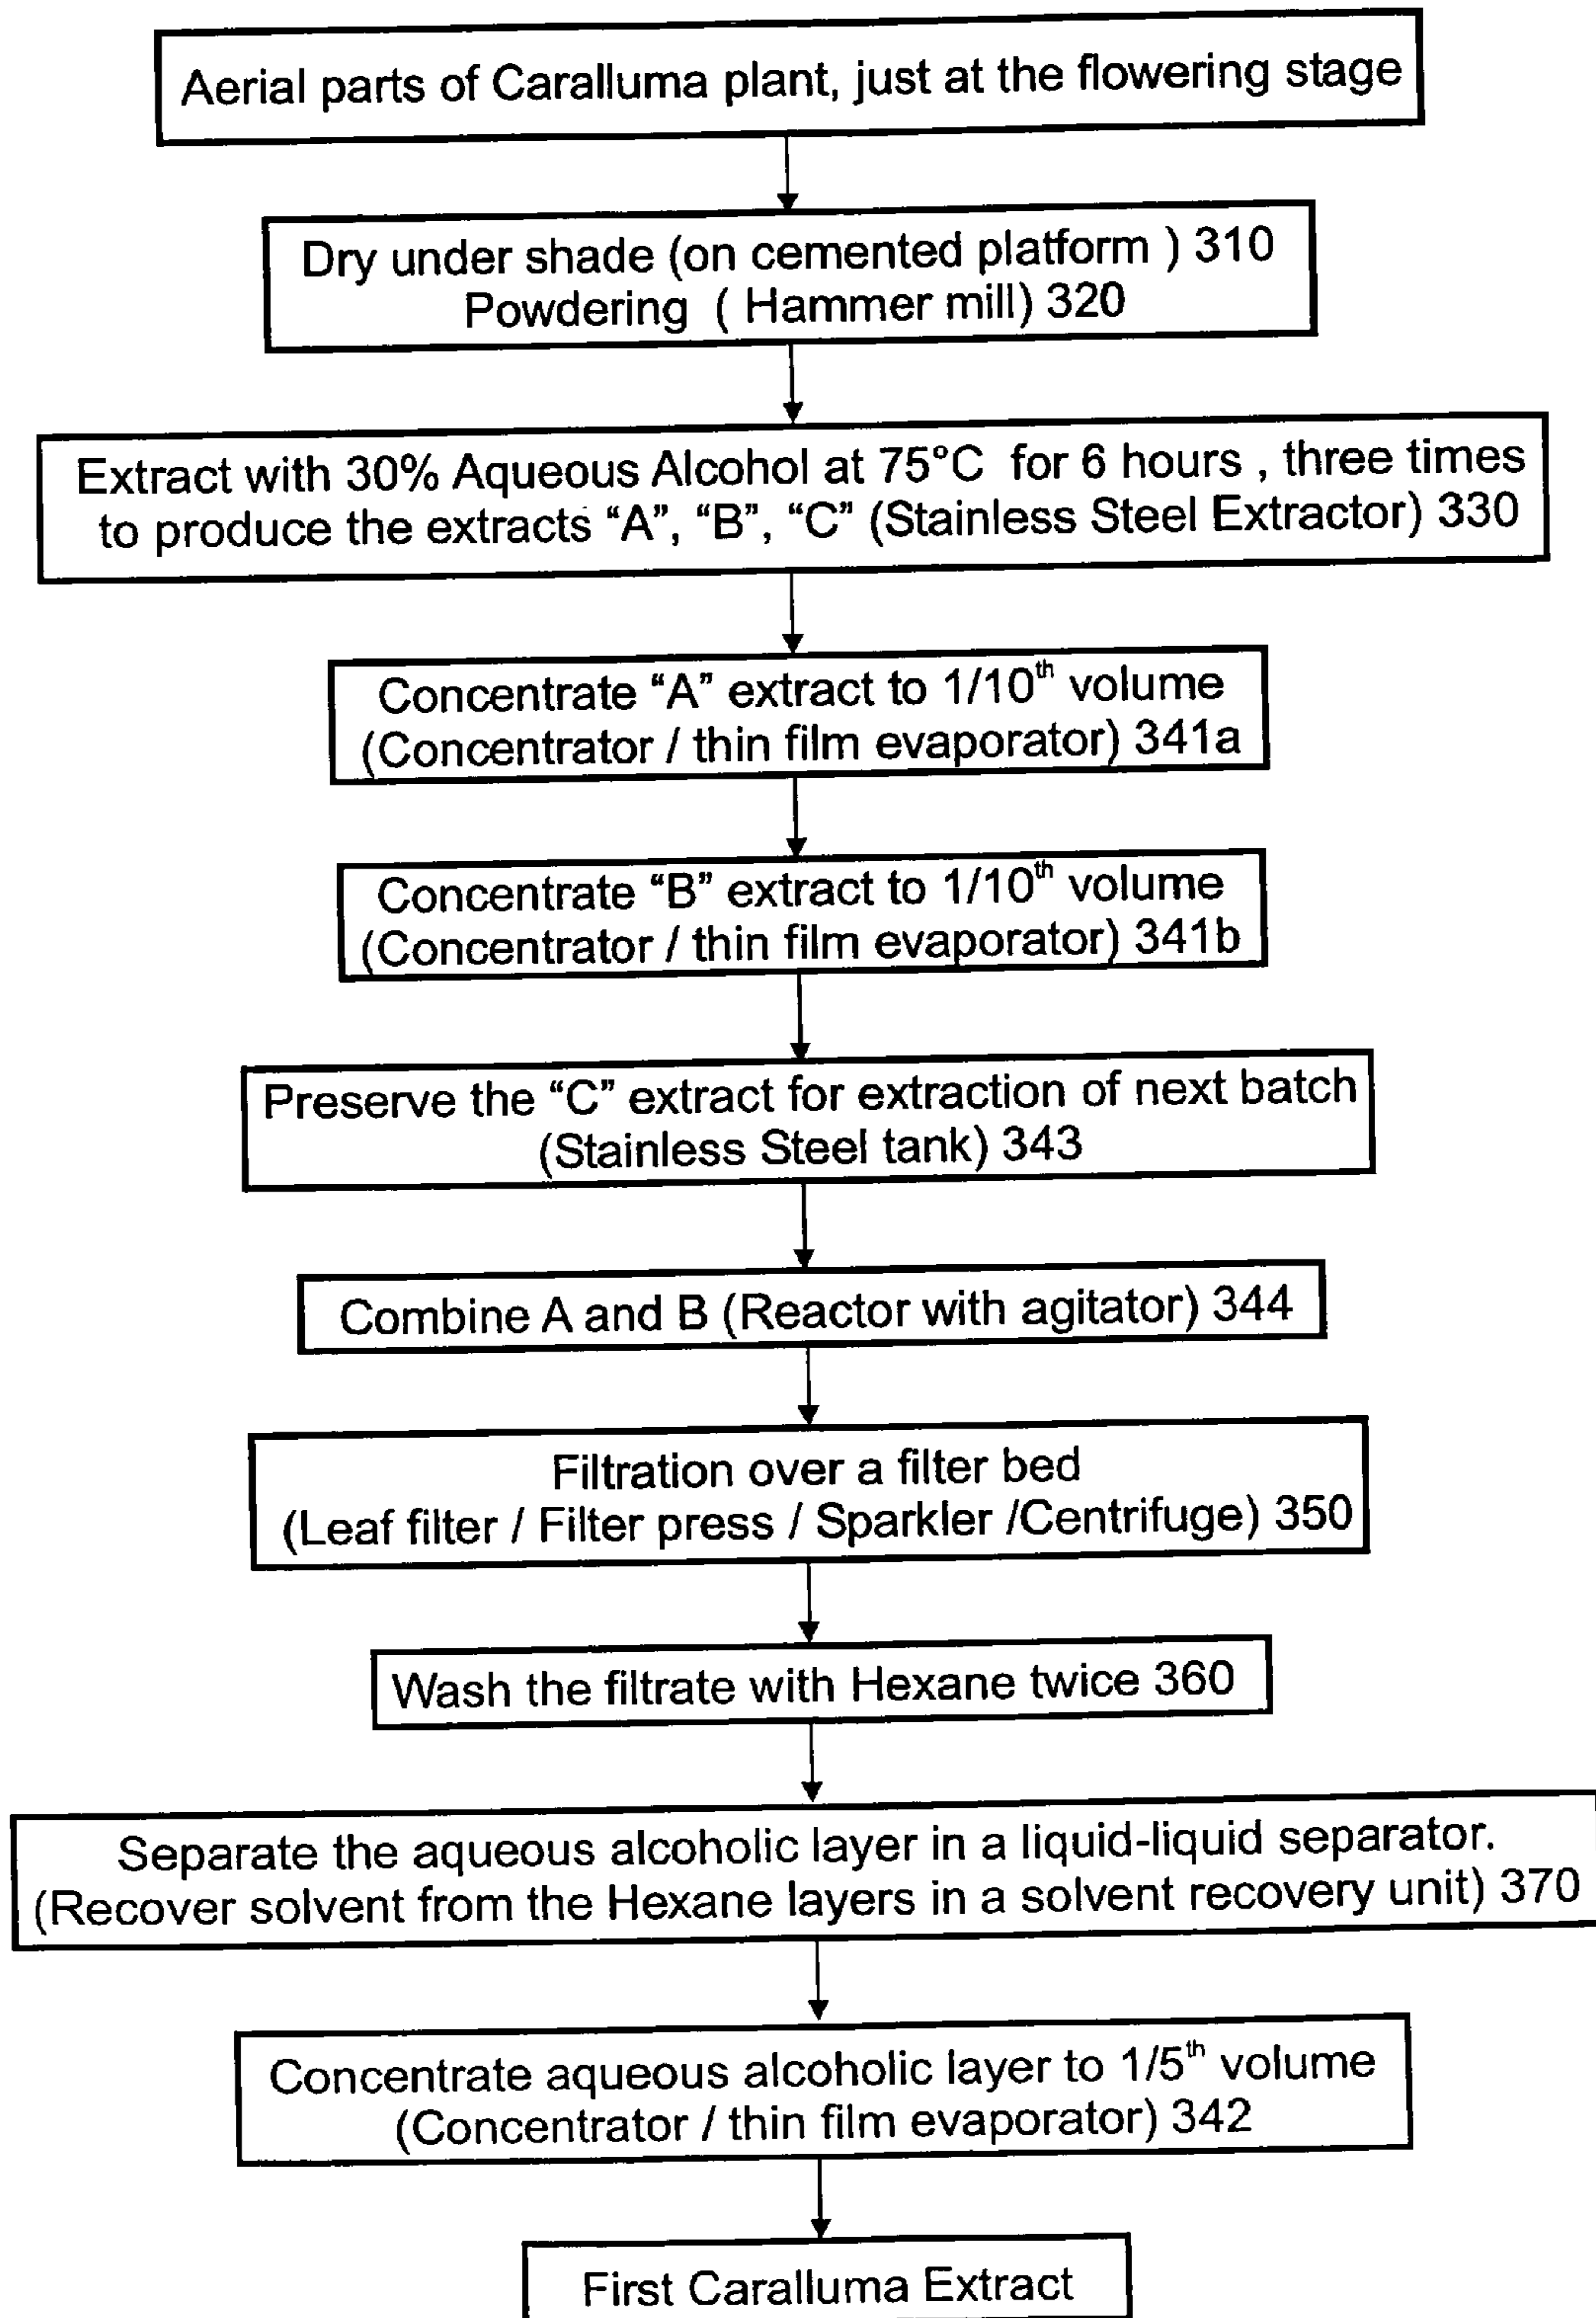 Aerial parts of Caralluma plant, just at the flowering stage
Dry under shade (on cemented platform ) 310
Powdering ( Hammer mill) 320
Extract with 30% Aqueous Alcohol at 75°C for 6 hours , three times
to produce the extracts “A”, “B”, “C” (Stainless Steel Extractor) 330
Concentrate “A” extract to 1/10th volume
(Concentrator / thin film evaporator) 341a
Concentrate “B” extract to 1/10th volume
(Concentrator / thin film evaporator) 341b
Preserve the “C” extract for extraction of next batch
(Stainless Steel tank) 343
Combine A and B (Reactor with agitator) 344
Filtration over a filter bed
(Leaf filter / Filter press / Sparkler /Centrifuge) 350
Wash the filtrate with Hexane twice 360
Separate the aqueous alcoholic layer in a liquid-liquid separator.
(Recover solvent from the Hexane layers in a solvent recovery unit) 370
Concentrate aqueous alcoholic layer to 1/5th volume
(Concentrator / thin film evaporator) 342
First Caralluma Extract